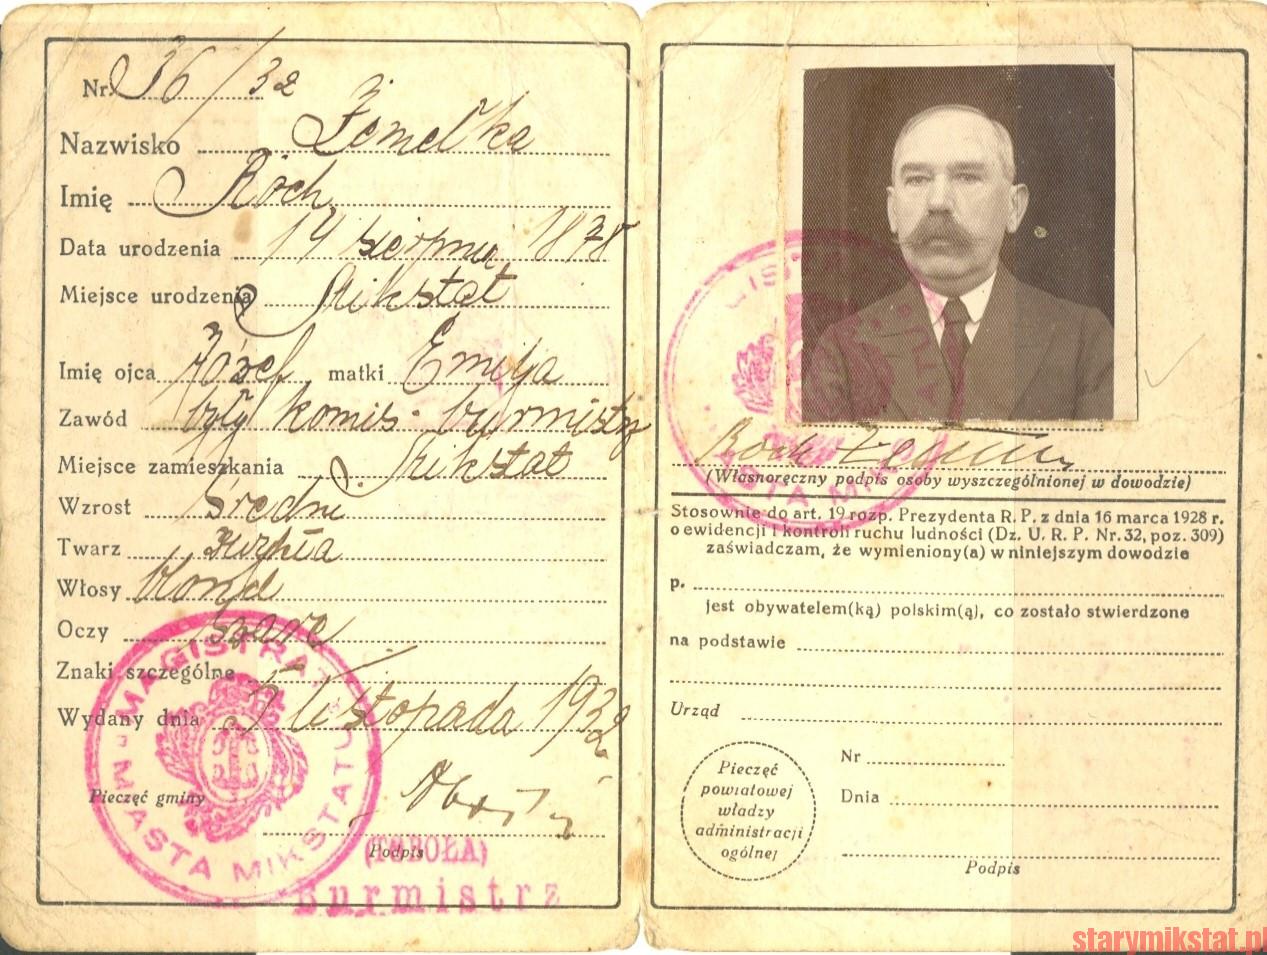 Nr 36/32
Nazwisko Zemełka
Imię Roch
Data urodzenia 14 sierpnia 1878
Miejsce urodzenia Mikstat
Imię ojca Józef matki Emilja
Zawód były komis. burmistrz
Miejsce zamieszkania Mikstat
Wzrost średni
Twarz
Włosy blond
Oczy szare
Znaki szczególne
Wydany dnia 5 listopada 1932
Pieczęć gminy
Podpis
Burmistrz
MAGISTRAT
MIASTA MIKSTATU
Roch
(Własnoręczny podpis osoby wyszczególnionej w dowodzie)
Stosownie do art. 19 rozp. Prezydenta R. P. z dnia 16 marca 1928 r.
o ewidencji i kontroli ruchu ludności (Dz. U. R. P. Nr. 32, poz. 309)
zaświadczam, że wymieniony(a) w niniejszym dowodzie
p.
jest obywatelem(ką) polskim(ą), co zostało stwierdzone
na podstawie
Urząd
Pieczęć
powiatowej
władzy
administracji
ogólnej
Nr
Dnia
Podpis
starymikstat.pl